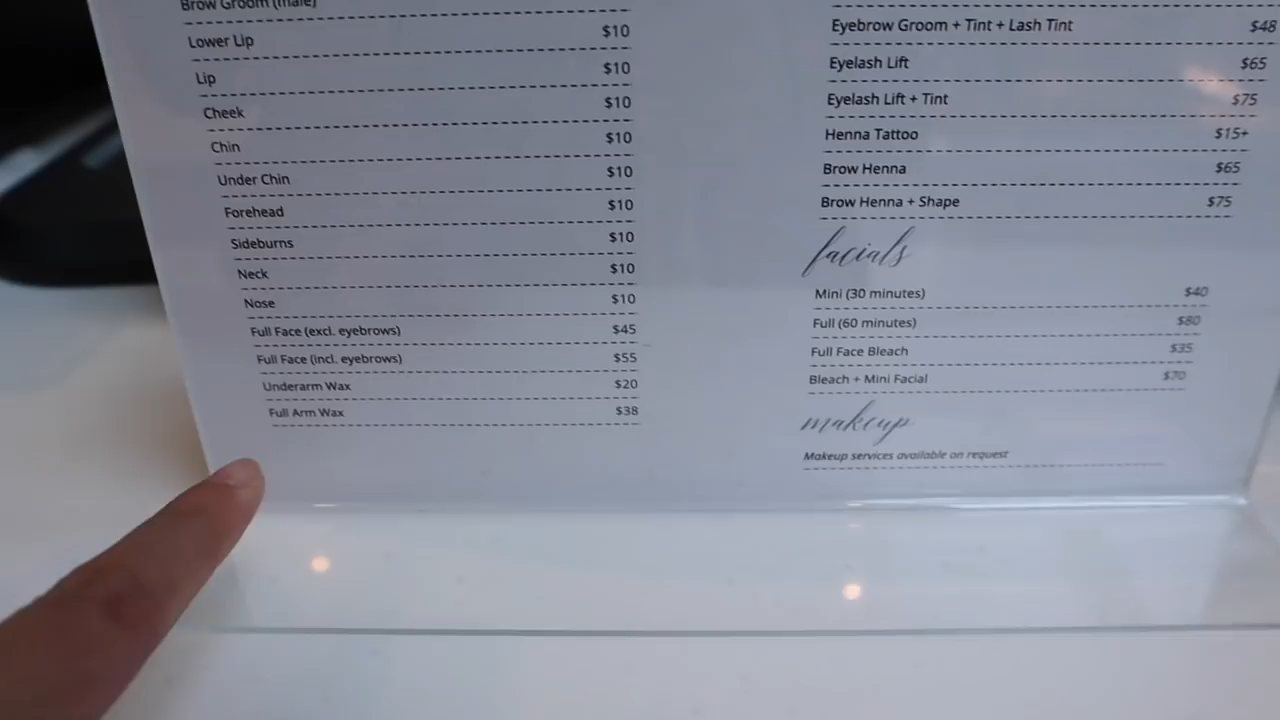 Brow Groom (male)
Lower Lip $10
Lip $10
Cheek $10
Chin $10
Under Chin $10
Forehead $10
Sideburns $10
Neck $10
Nose $10
Full Face (excl. eyebrows) $45
Full Face (incl. eyebrows) $55
Underarm Wax $20
Full Arm Wax $38
Eyebrow Groom + Tint + Lash Tint $48
Eyelash Lift $65
Eyelash Lift + Tint $75
Henna Tattoo $15+
Brow Henna $65
Brow Henna + Shape $75
facials
Mini (30 minutes) $40
Full (60 minutes) $80
Full Face Bleach $35
Bleach + Mini Facial $70
makeup
Makeup services available on request